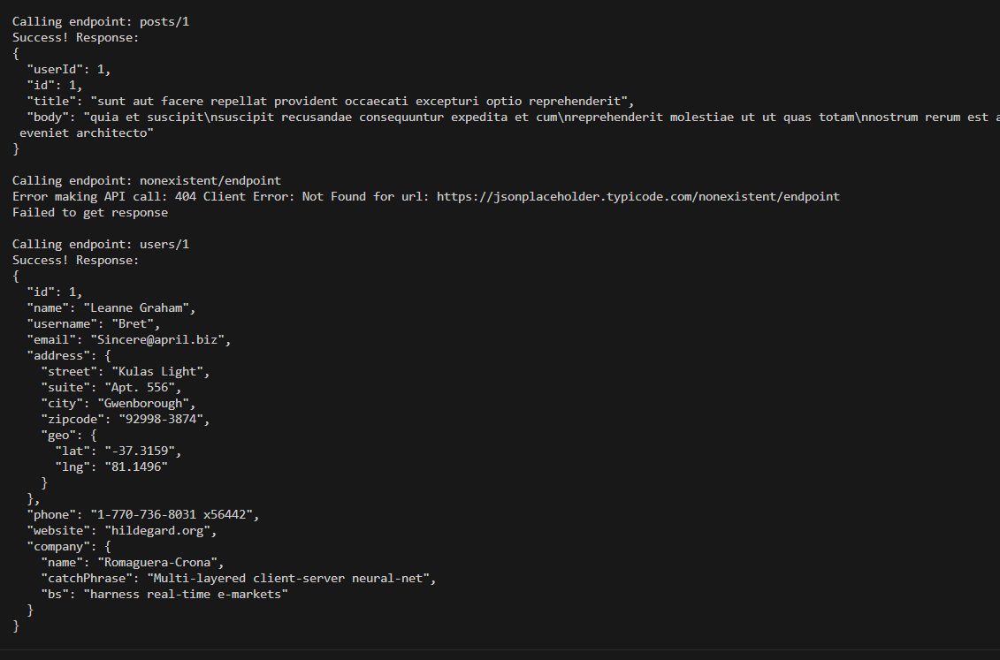 Calling endpoint: posts/1
Success! Response:
{
  "userId": 1,
  "id": 1,
  "title": "sunt aut facere repellat provident occaecati excepturi optio reprehenderit",
  "body": "quia et suscipit\nsuscipit recusandae consequuntur expedita et cum\nreprehenderit molestiae ut ut quas totam\nnostrum rerum est
 eveniet architecto"
}

Calling endpoint: nonexistent/endpoint
Error making API call: 404 Client Error: Not Found for url: https://jsonplaceholder.typicode.com/nonexistent/endpoint
Failed to get response

Calling endpoint: users/1
Success! Response:
{
  "id": 1,
  "name": "Leanne Graham",
  "username": "Bret",
  "email": "Sincere@april.biz",
  "address": {
    "street": "Kulas Light",
    "suite": "Apt. 556",
    "city": "Gwenborough",
    "zipcode": "92998-3874",
    "geo": {
      "lat": "-37.3159",
      "lng": "81.1496"
    }
  },
  "phone": "1-770-736-8031 x56442",
  "website": "hildegard.org",
  "company": {
    "name": "Romaguera-Crona",
    "catchPhrase": "Multi-layered client-server neural-net",
    "bs": "harness real-time e-markets"
  }
}